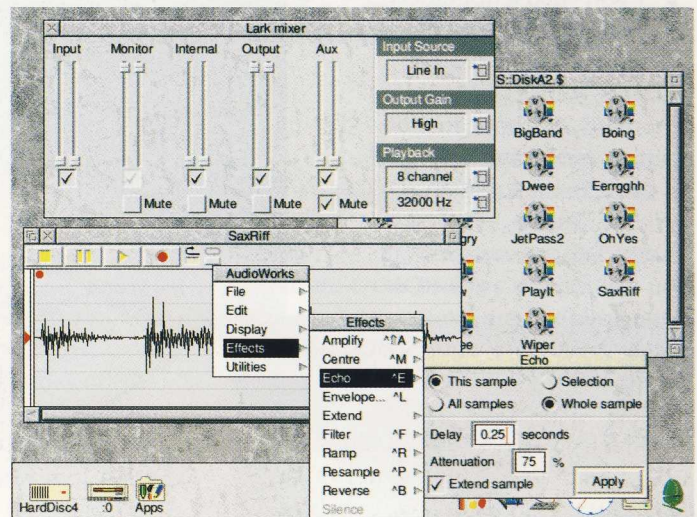 Lark mixer
Input Monitor Internal Output Aux
Mute Mute Mute Mute
Input Source
Line In
Output Gain
High
Playback
8 channel
32000 Hz
S::DiskA2.$
BigBand Boing
Dwee Eerrgghh
JetPass2 OhYes
PlayIt SaxRiff
Wiper
SaxRiff
AudioWorks
File
Edit
Display
Effects
Utilities
Effects
Amplify ^⇧A
Centre ^M
Echo ^E
Envelope... ^L
Extend
Filter ^F
Ramp ^R
Resample ^P
Reverse ^B
Silence
Echo
This sample Selection
All samples Whole sample
Delay 0.25 seconds
Attenuation 75 %
Extend sample Apply
HardDisc4 :0 Apps